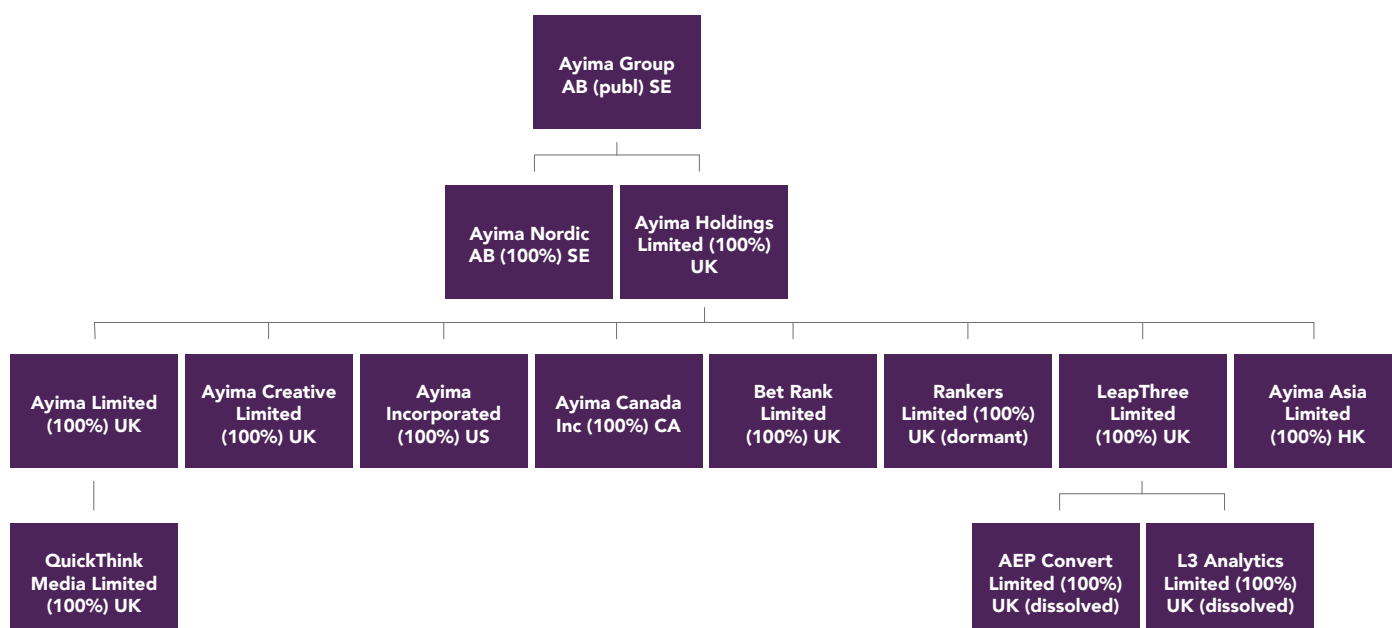 Ayima Group
AB (publ) SE
Ayima Nordic
AB (100%) SE
Ayima Holdings
Limited (100%)
UK
Ayima Limited
(100%) UK
Ayima Creative
Limited
(100%) UK
Ayima
Incorporated
(100%) US
Ayima Canada
Inc (100%) CA
Bet Rank
Limited
(100%) UK
Rankers
Limited (100%)
UK (dormant)
LeapThree
Limited
(100%) UK
Ayima Asia
Limited
(100%) HK
QuickThink
Media Limited
(100%) UK
AEP Convert
Limited (100%)
UK (dissolved)
L3 Analytics
Limited (100%)
UK (dissolved)